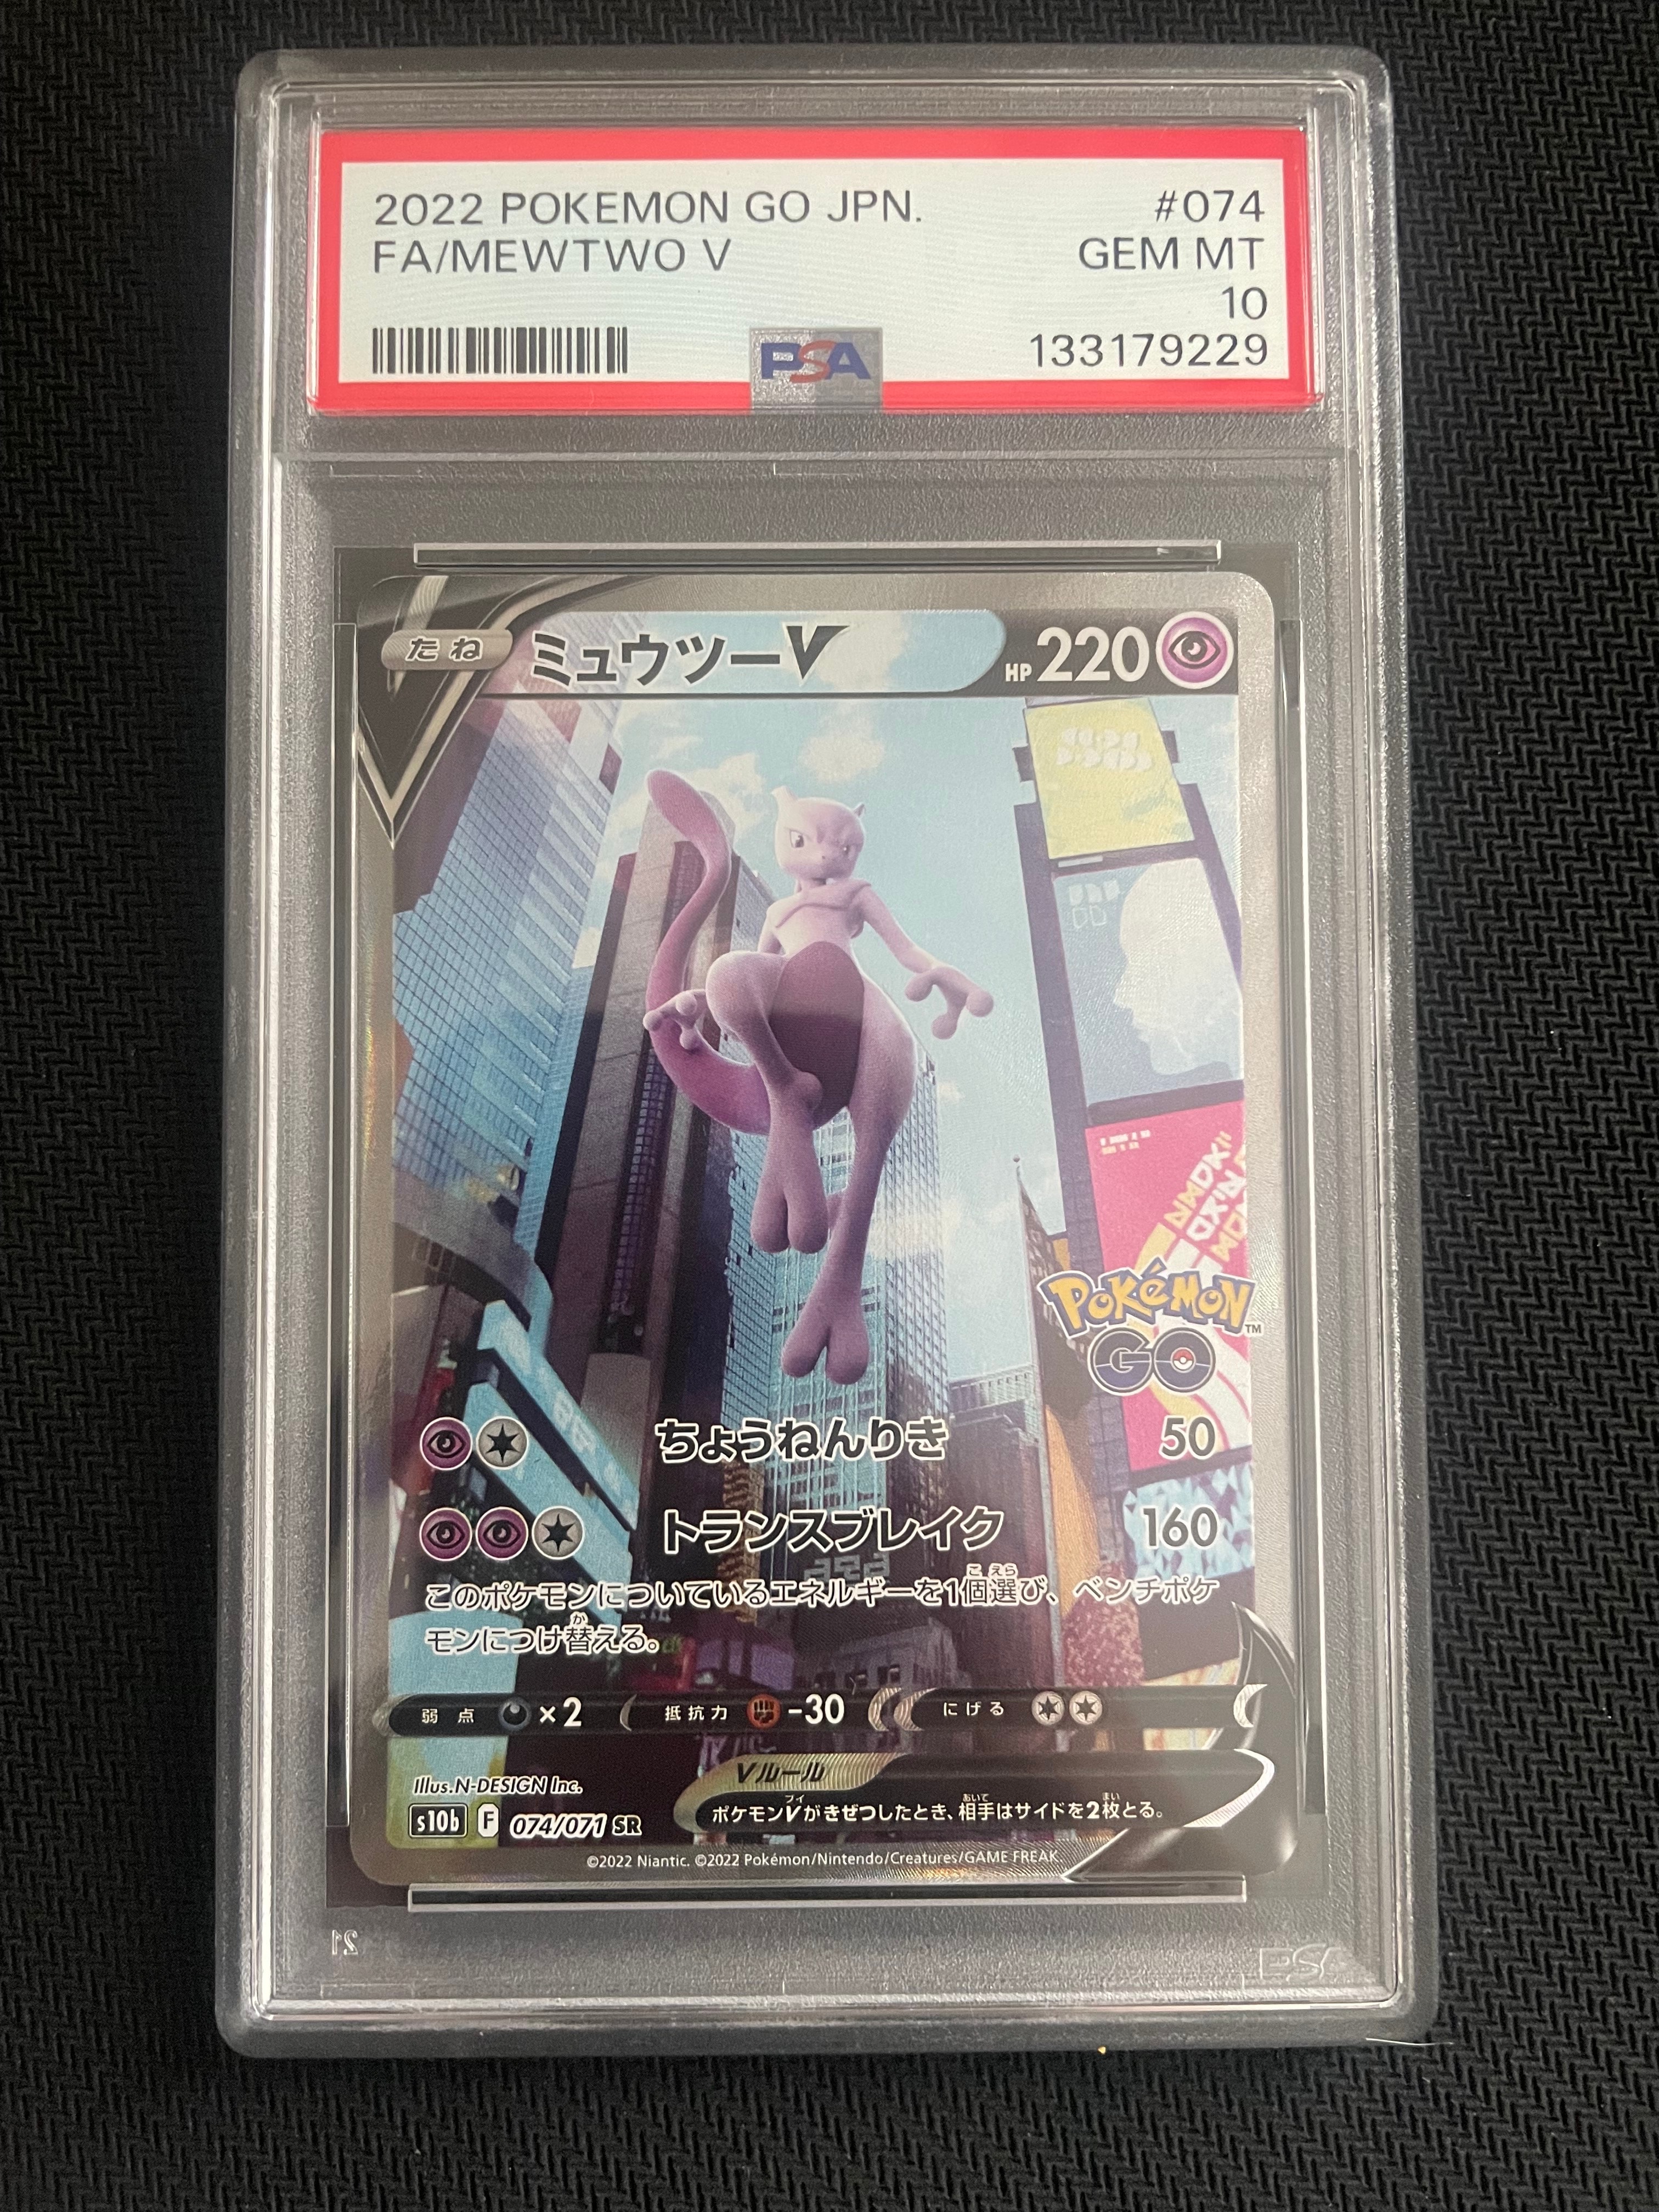 2022 POKEMON GO JPN. #074
FA/MEWTWO V GEM MT
10
133179229
PSA
たね ミュウツーV HP 220
Pokémon™
GO
ちょうねんりき 50
トランスブレイク 160
このポケモンについているエネルギーを1個選び、ベンチポケ
モンにつけ替える。
弱点 ×2 抵抗力 -30 にげる
Vルール
ポケモンVがきぜつしたとき、相手はサイドを2枚とる。
Illus.N-DESIGN Inc.
s10b F 074/071 SR
©2022 Niantic. ©2022 Pokémon/Nintendo/Creatures/GAME FREAK
21
PSA